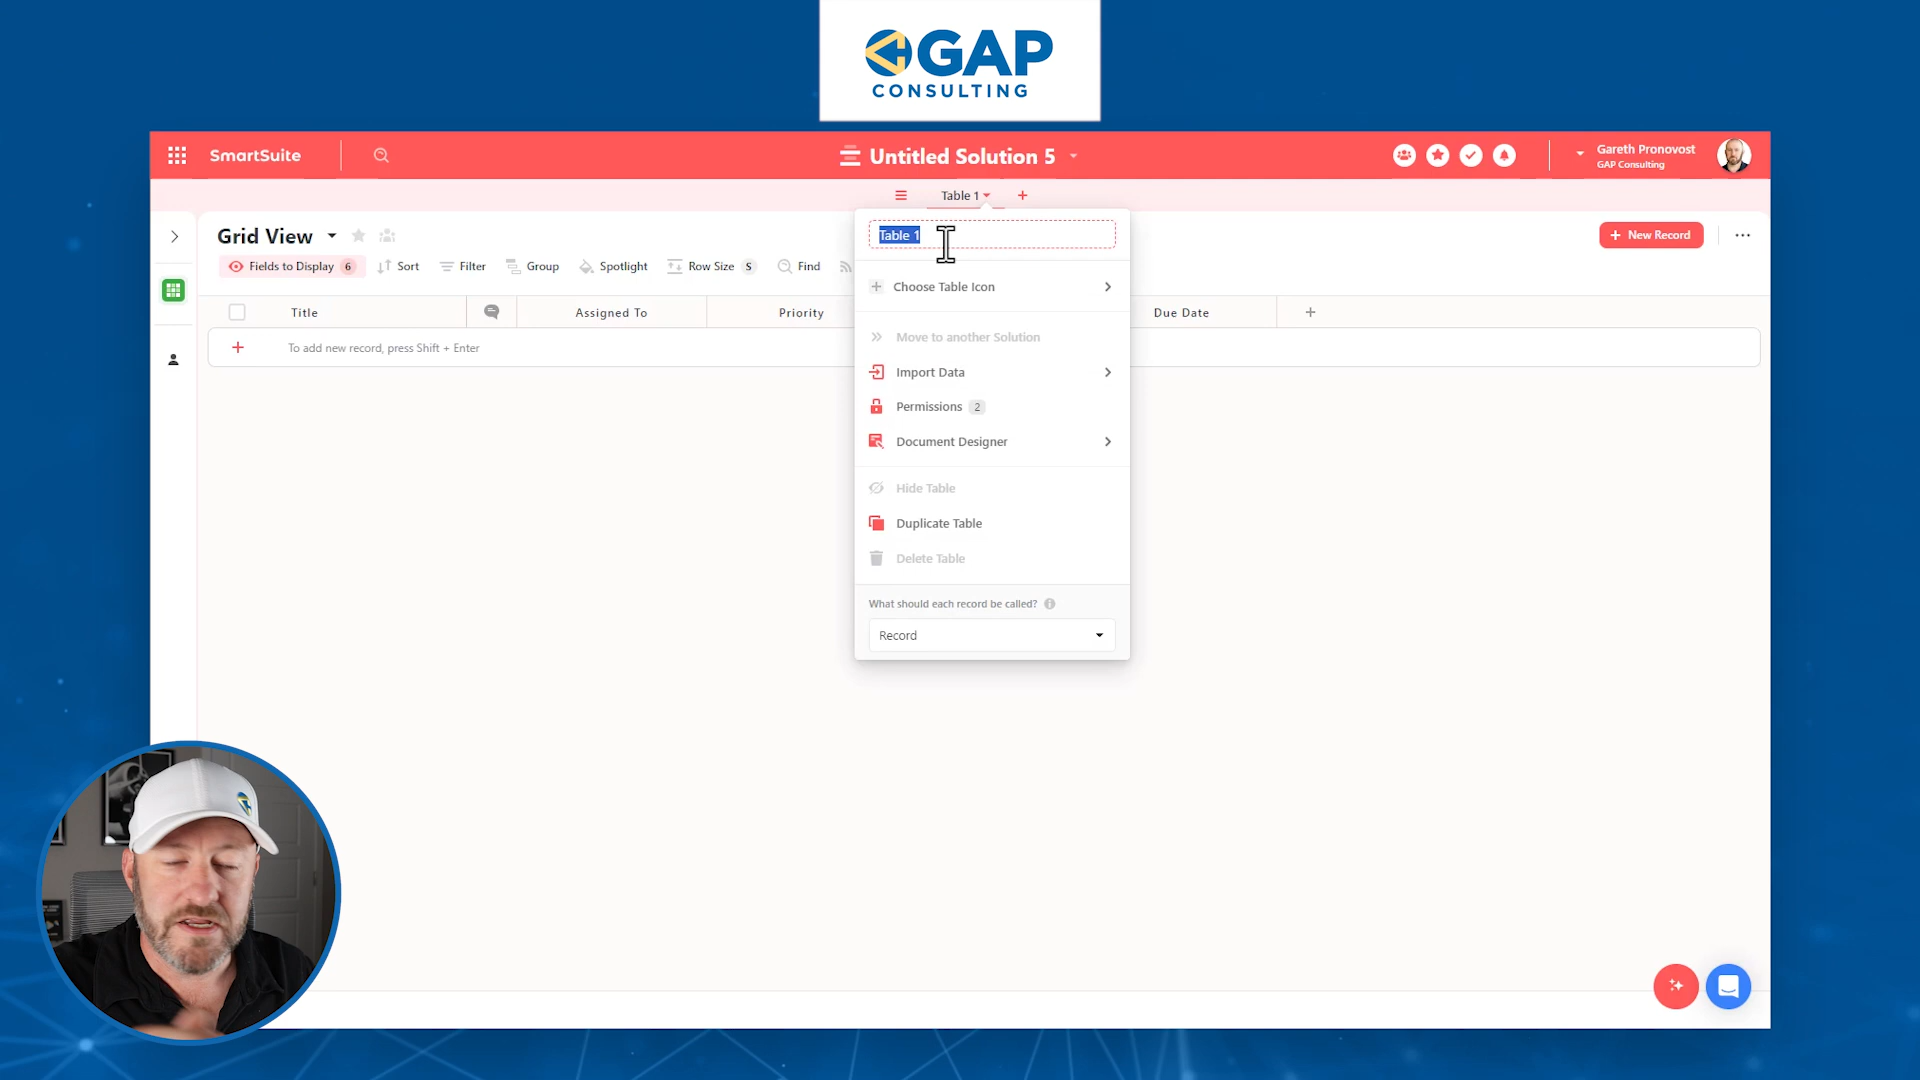 GAP
CONSULTING
SmartSuite
Untitled Solution 5
Gareth Pronovost
GAP Consulting
Table 1
Grid View
Table 1
New Record
Fields to Display 6
Sort
Filter
Group
Spotlight
Row Size S
Find
Choose Table Icon
Title
Assigned To
Priority
Due Date
To add new record, press Shift + Enter
Move to another Solution
Import Data
Permissions 2
Document Designer
Hide Table
Duplicate Table
Delete Table
What should each record be called?
Record